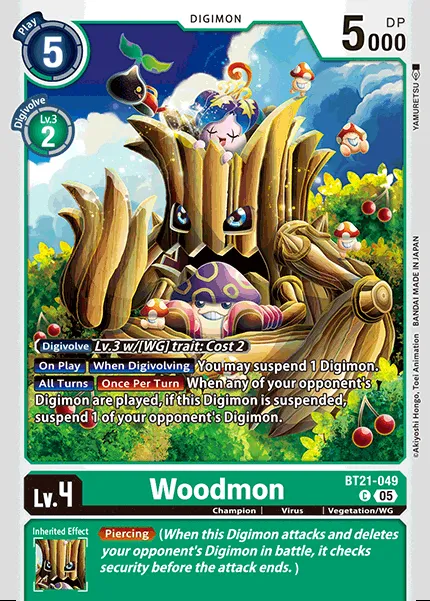 DIGIMON
Play
5
DP
5000
Digivolve
Lv.3
2
YAMURETSU
©Akiyoshi Hongo, Toei Animation BANDAI MADE IN JAPAN
Digivolve Lv.3 w/[WG] trait: Cost 2
On Play When Digivolving You may suspend 1 Digimon.
All Turns Once Per Turn When any of your opponent's
Digimon are played, if this Digimon is suspended,
suspend 1 of your opponent's Digimon.
BT21-049
C 05
Lv.4
Woodmon
Champion | Virus | Vegetation/WG
Inherited Effect
Piercing (When this Digimon attacks and deletes
your opponent's Digimon in battle, it checks
security before the attack ends.)